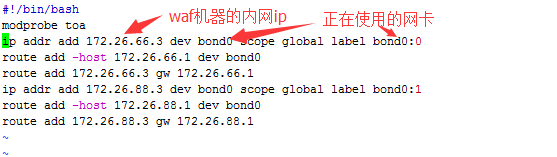 #!/bin/bash
waf机器的内网ip
正在使用的网卡
modprobe toa
ip addr add 172.26.66.3 dev bond0 scope global label bond0:0
route add -host 172.26.66.1 dev bond0
route add 172.26.66.3 gw 172.26.66.1
ip addr add 172.26.88.3 dev bond0 scope global label bond0:1
route add -host 172.26.88.1 dev bond0
route add 172.26.88.3 gw 172.26.88.1
~
~